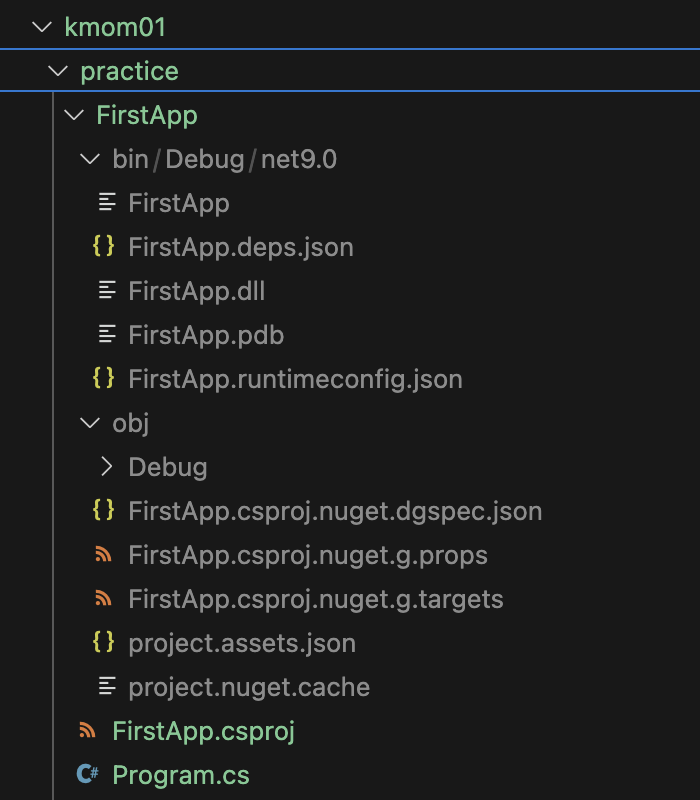 kmom01
practice
FirstApp
bin/Debug/net9.0
FirstApp
{} FirstApp.deps.json
FirstApp.dll
FirstApp.pdb
{} FirstApp.runtimeconfig.json
obj
Debug
{} FirstApp.csproj.nuget.dgspec.json
FirstApp.csproj.nuget.g.props
FirstApp.csproj.nuget.g.targets
{} project.assets.json
project.nuget.cache
FirstApp.csproj
C# Program.cs